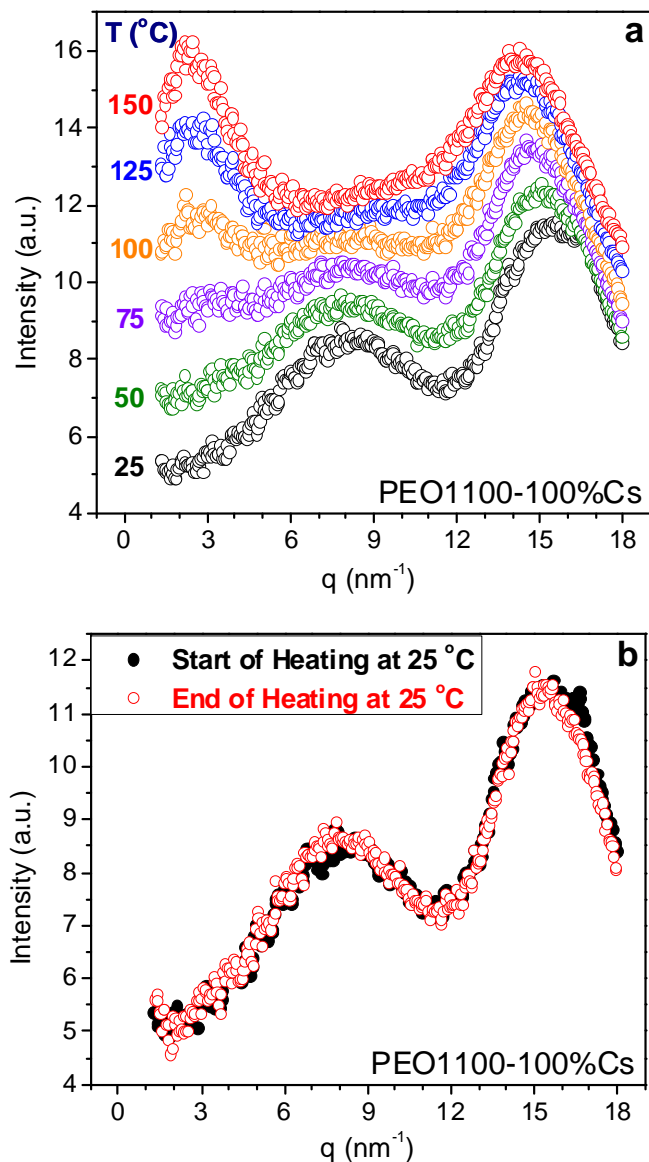 T (°C)
a
16
14
12
10
8
6
4
150
125
100
75
50
25
Intensity (a.u.)
PEO1100-100%Cs
0 3 6 9 12 15 18
q (nm⁻¹)
b
Start of Heating at 25 °C
End of Heating at 25 °C
12
11
10
9
8
7
6
5
4
Intensity (a.u.)
PEO1100-100%Cs
0 3 6 9 12 15 18
q (nm⁻¹)